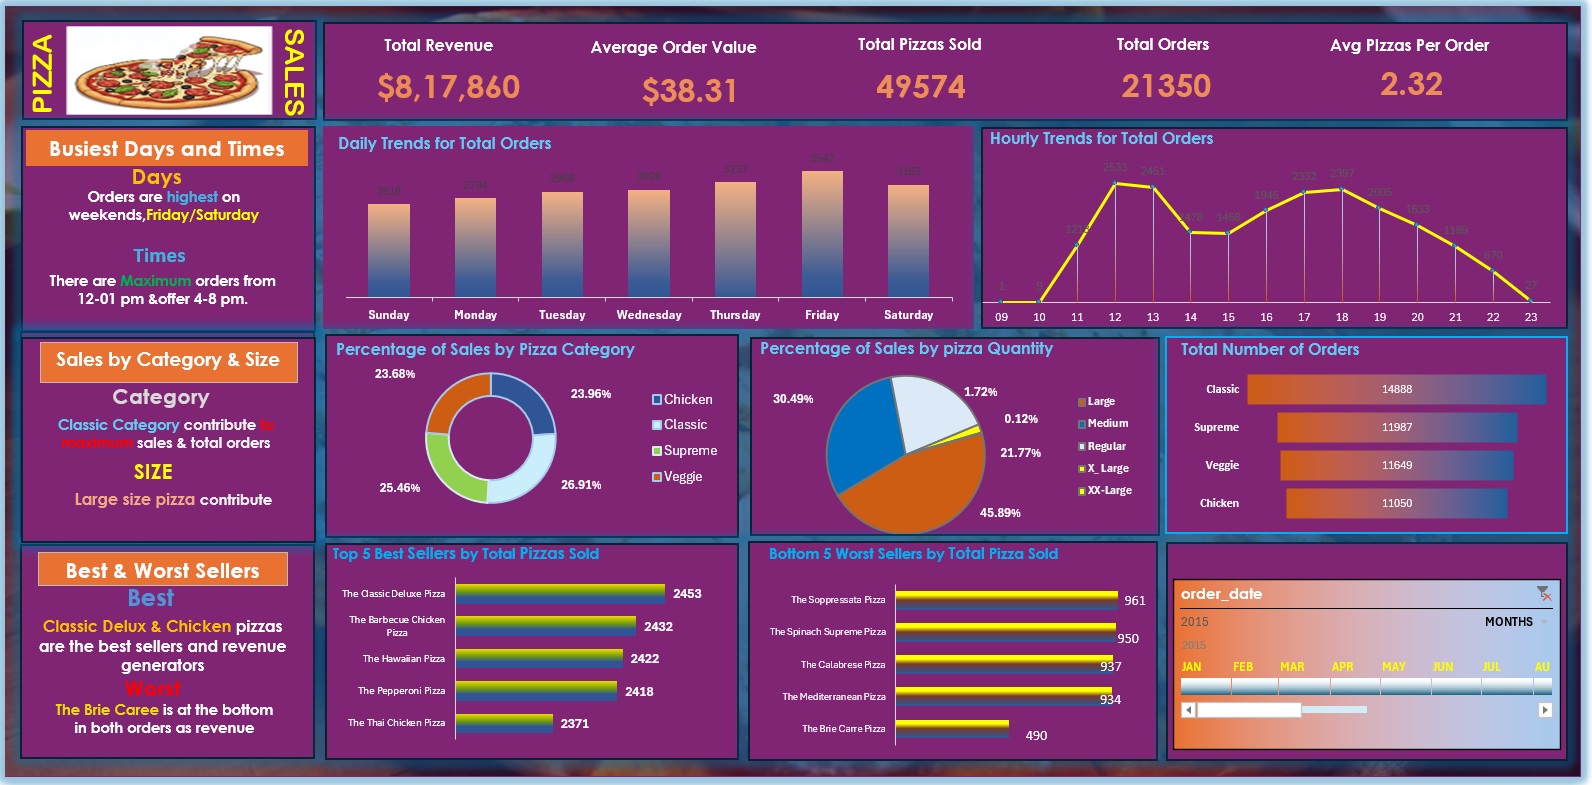 PIZZA
SALES
Total Revenue
$8,17,860
Average Order Value
$38.31
Total Pizzas Sold
49574
Total Orders
21350
Avg Pizzas Per Order
2.32
Busiest Days and Times
Days
Orders are highest on
weekends,Friday/Saturday
Times
There are Maximum orders from
12-01 pm &offer 4-8 pm.
Daily Trends for Total Orders
2794
3542
Sunday
Monday
Tuesday
Wednesday
Thursday
Friday
Saturday
Hourly Trends for Total Orders
1
2533
2451
1478
1468
1945
2332
2397
2005
1633
1189
670
27
09
10
11
12
13
14
15
16
17
18
19
20
21
22
23
Sales by Category & Size
Category
Classic Category contribute to
maximum sales & total orders
SIZE
Large size pizza contribute
Percentage of Sales by Pizza Category
23.68%
23.96%
25.46%
26.91%
Chicken
Classic
Supreme
Veggie
Percentage of Sales by pizza Quantity
30.49%
1.72%
0.12%
21.77%
45.89%
Large
Medium
Regular
X_Large
XX-Large
Total Number of Orders
Classic 14888
Supreme 11987
Veggie 11649
Chicken 11050
Best & Worst Sellers
Best
Classic Delux & Chicken pizzas
are the best sellers and revenue
generators
Worst
The Brie Caree is at the bottom
in both orders as revenue
Top 5 Best Sellers by Total Pizzas Sold
The Classic Deluxe Pizza 2453
The Barbecue Chicken
Pizza 2432
The Hawaiian Pizza 2422
The Pepperoni Pizza 2418
The Thai Chicken Pizza 2371
Bottom 5 Worst Sellers by Total Pizza Sold
The Soppressata Pizza 961
The Spinach Supreme Pizza 950
The Calabrese Pizza 937
The Mediterranean Pizza 934
The Brie Carre Pizza 490
order_date
2015 MONTHS
2015
JAN FEB MAR APR MAY JUN JUL AU